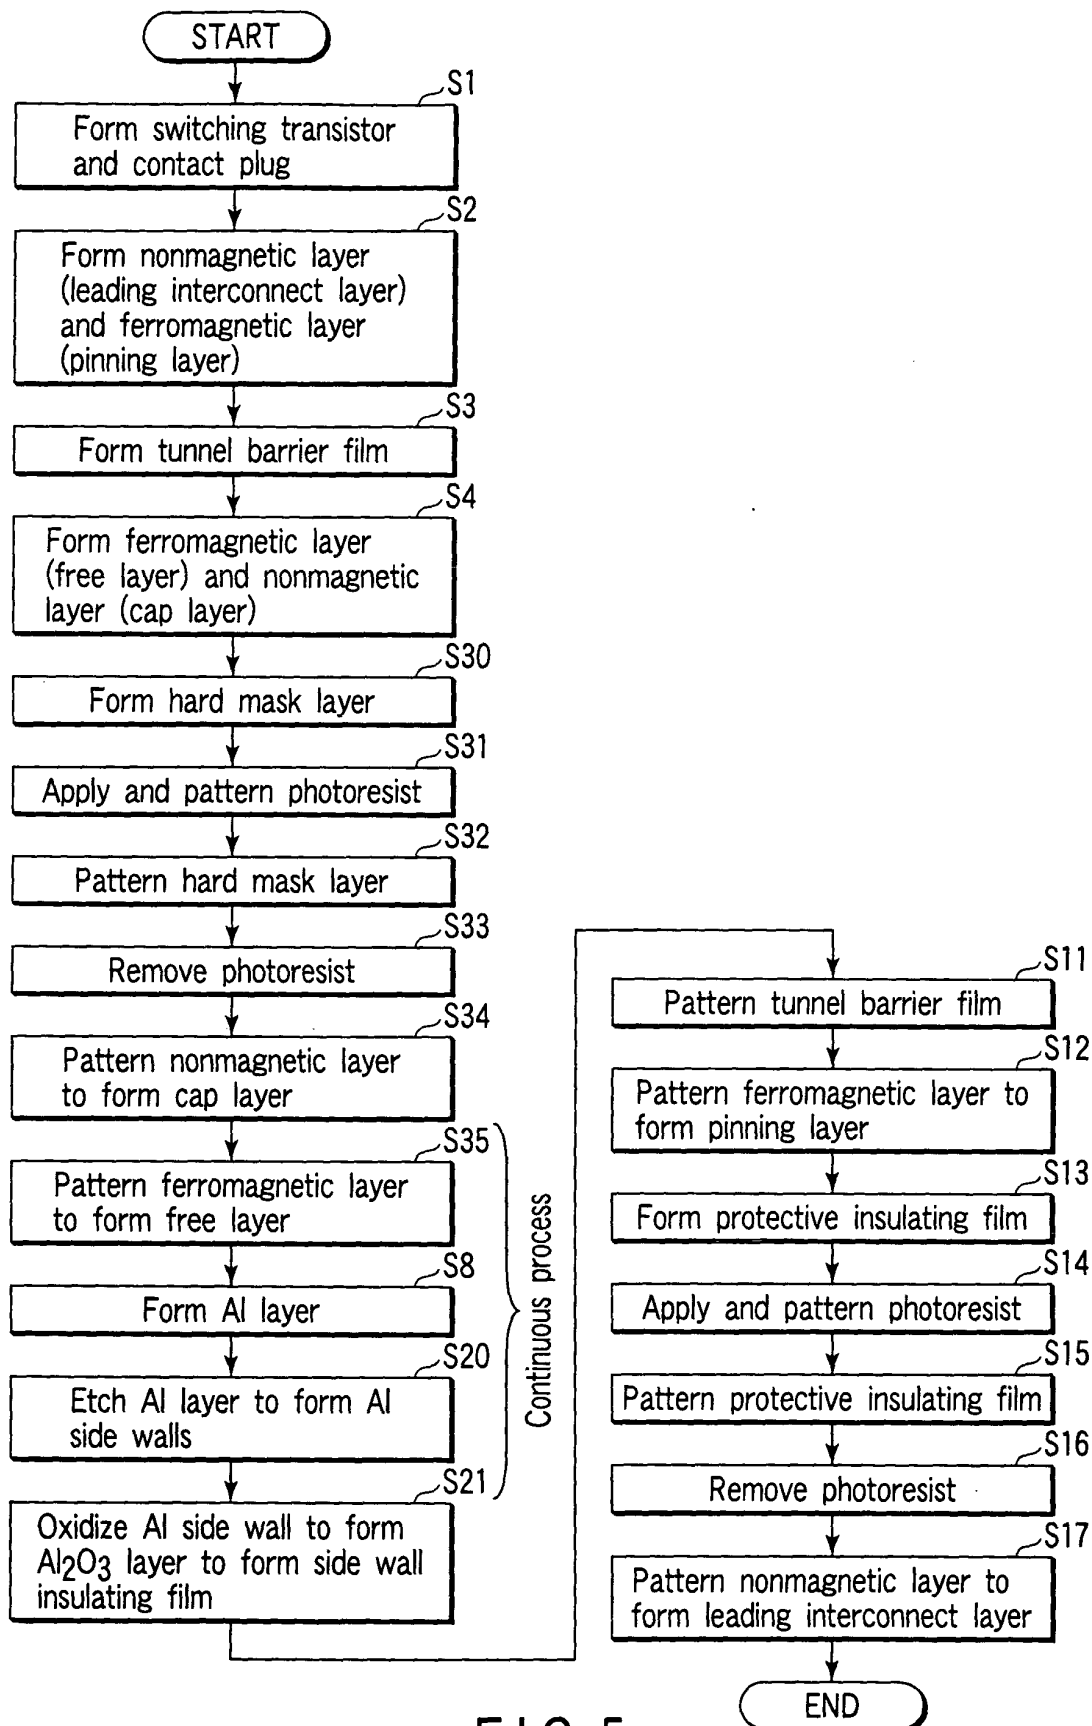 START
S1
Form switching transistor
and contact plug
S2
Form nonmagnetic layer
(leading interconnect layer)
and ferromagnetic layer
(pinning layer)
S3
Form tunnel barrier film
S4
Form ferromagnetic layer
(free layer) and nonmagnetic
layer (cap layer)
S30
Form hard mask layer
S31
Apply and pattern photoresist
S32
Pattern hard mask layer
S33
Remove photoresist
S34
Pattern nonmagnetic layer
to form cap layer
S35
Pattern ferromagnetic layer
to form free layer
S8
Form Al layer
S20
Etch Al layer to form Al
side walls
S21
Oxidize Al side wall to form
Al2O3 layer to form side wall
insulating film
Continuous process
S11
Pattern tunnel barrier film
S12
Pattern ferromagnetic layer to
form pinning layer
S13
Form protective insulating film
S14
Apply and pattern photoresist
S15
Pattern protective insulating film
S16
Remove photoresist
S17
Pattern nonmagnetic layer to
form leading interconnect layer
END